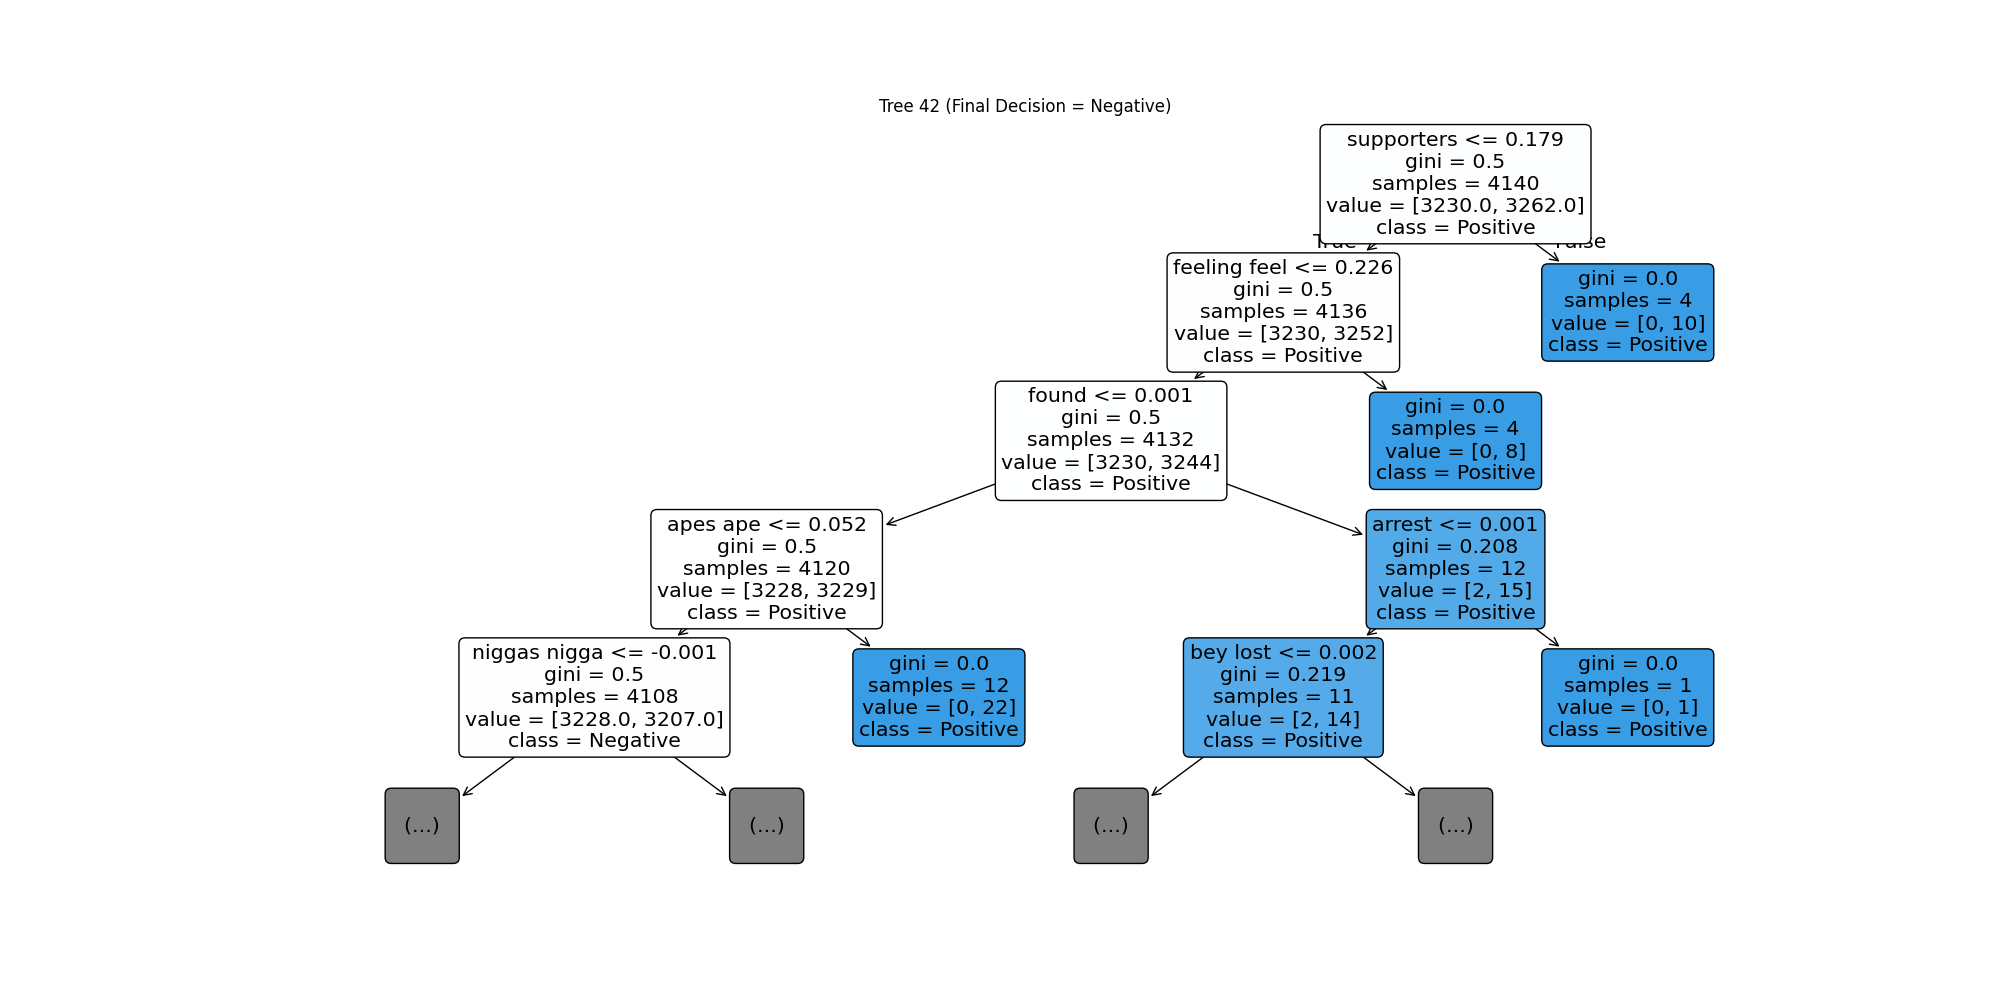 Tree 42 (Final Decision = Negative)
supporters <= 0.179
gini = 0.5
samples = 4140
value = [3230.0, 3262.0]
class = Positive
True
False
feeling feel <= 0.226
gini = 0.5
samples = 4136
value = [3230, 3252]
class = Positive
gini = 0.0
samples = 4
value = [0, 10]
class = Positive
found <= 0.001
gini = 0.5
samples = 4132
value = [3230, 3244]
class = Positive
gini = 0.0
samples = 4
value = [0, 8]
class = Positive
apes ape <= 0.052
gini = 0.5
samples = 4120
value = [3228, 3229]
class = Positive
arrest <= 0.001
gini = 0.208
samples = 12
value = [2, 15]
class = Positive
niggas nigga <= -0.001
gini = 0.5
samples = 4108
value = [3228.0, 3207.0]
class = Negative
gini = 0.0
samples = 12
value = [0, 22]
class = Positive
bey lost <= 0.002
gini = 0.219
samples = 11
value = [2, 14]
class = Positive
gini = 0.0
samples = 1
value = [0, 1]
class = Positive
(...)
(...)
(...)
(...)